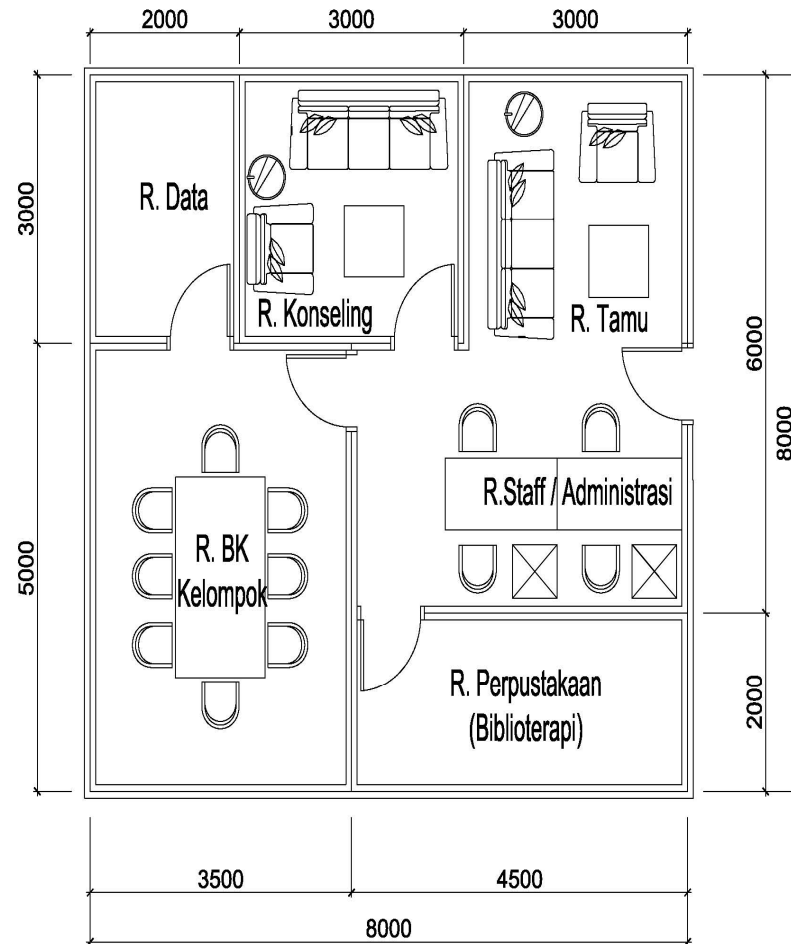 2000
3000
3000
3000
R. Data
R. Konseling
R. Tamu
6000
8000
R.Staff / Administrasi
R. BK
Kelompok
5000
R. Perpustakaan
(Biblioterapi)
2000
3500
4500
8000